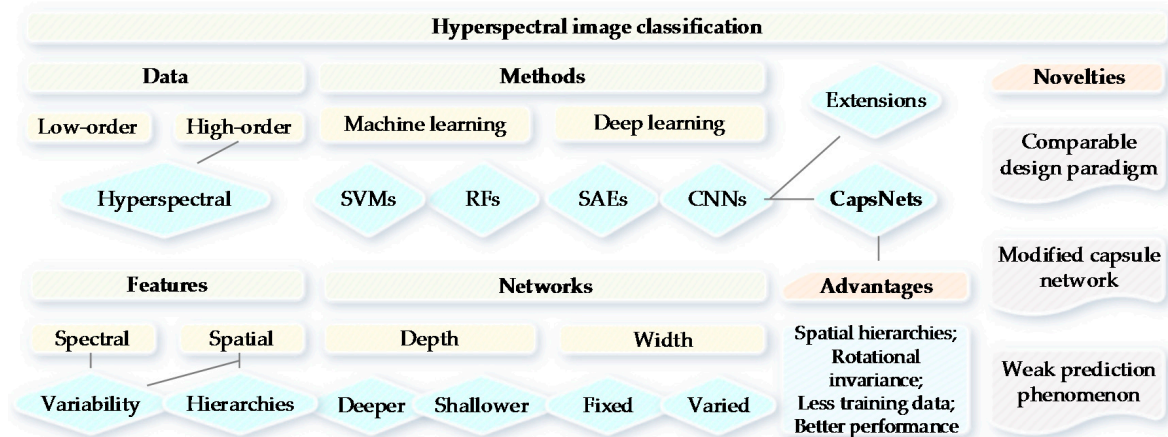 Hyperspectral image classification
Data
Methods
Novelties
Low-order
High-order
Machine learning
Deep learning
Extensions
Comparable
design paradigm
Hyperspectral
SVMs
RFs
SAEs
CNNs
CapsNets
Modified capsule
network
Features
Networks
Advantages
Spectral
Spatial
Depth
Width
Spatial hierarchies;
Rotational
invariance;
Less training data;
Better performance
Weak prediction
phenomenon
Variability
Hierarchies
Deeper
Shallower
Fixed
Varied